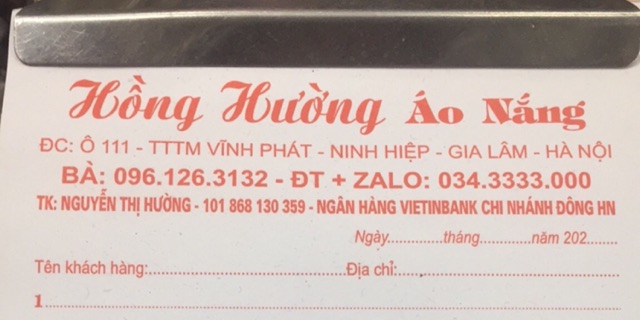 Hồng Hường Áo Nắng
ĐC: Ô 111 - TTTM VĨNH PHÁT - NINH HIỆP - GIA LÂM - HÀ NỘI
BÀ: 096.126.3132 - ĐT + ZALO: 034.3333.000
TK: NGUYỄN THỊ HƯỜNG - 101 868 130 359 - NGÂN HÀNG VIETINBANK CHI NHÁNH ĐÔNG HN
Ngày...............tháng..............năm 202........
Tên khách hàng:.....................................................Địa chỉ:.........................................................
1..........................................................................................................................................